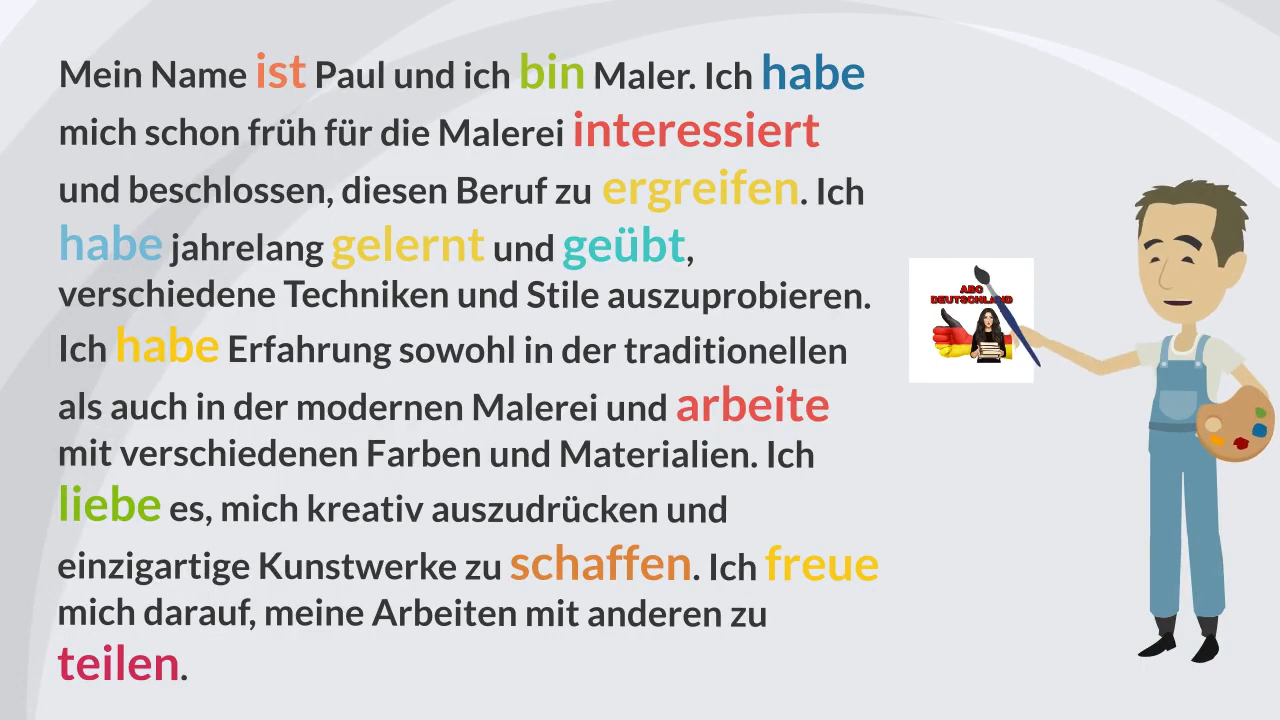 Mein Name ist Paul und ich bin Maler. Ich habe
mich schon früh für die Malerei interessiert
und beschlossen, diesen Beruf zu ergreifen. Ich
habe jahrelang gelernt und geübt,
verschiedene Techniken und Stile auszuprobieren.
Ich habe Erfahrung sowohl in der traditionellen
als auch in der modernen Malerei und arbeite
mit verschiedenen Farben und Materialien. Ich
liebe es, mich kreativ auszudrücken und
einzigartige Kunstwerke zu schaffen. Ich freue
mich darauf, meine Arbeiten mit anderen zu
teilen.
ABC
DEUTSCHLAND